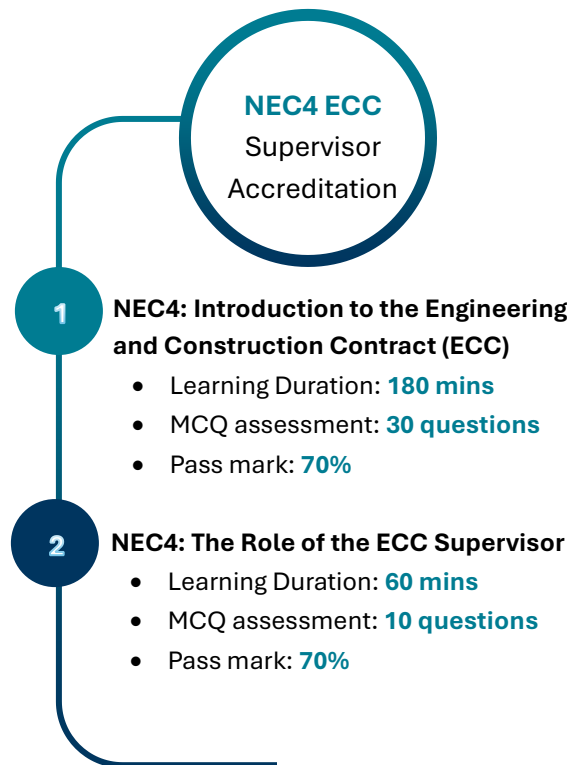 NEC4 ECC
Supervisor
Accreditation
1
NEC4: Introduction to the Engineering
and Construction Contract (ECC)
• Learning Duration: 180 mins
• MCQ assessment: 30 questions
• Pass mark: 70%
2
NEC4: The Role of the ECC Supervisor
• Learning Duration: 60 mins
• MCQ assessment: 10 questions
• Pass mark: 70%